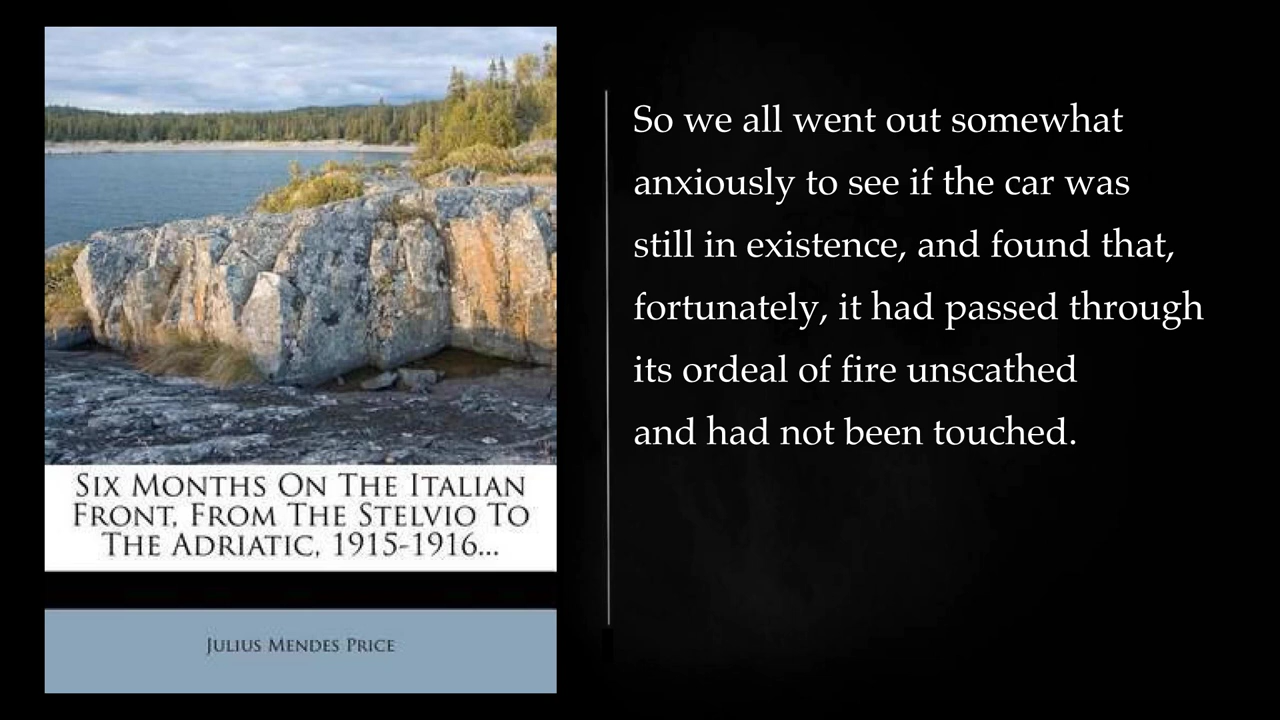 So we all went out somewhat
anxiously to see if the car was
still in existence, and found that,
fortunately, it had passed through
its ordeal of fire unscathed
and had not been touched.
Six Months On The Italian
Front, From The Stelvio To
The Adriatic, 1915-1916...
Julius Mendes Price